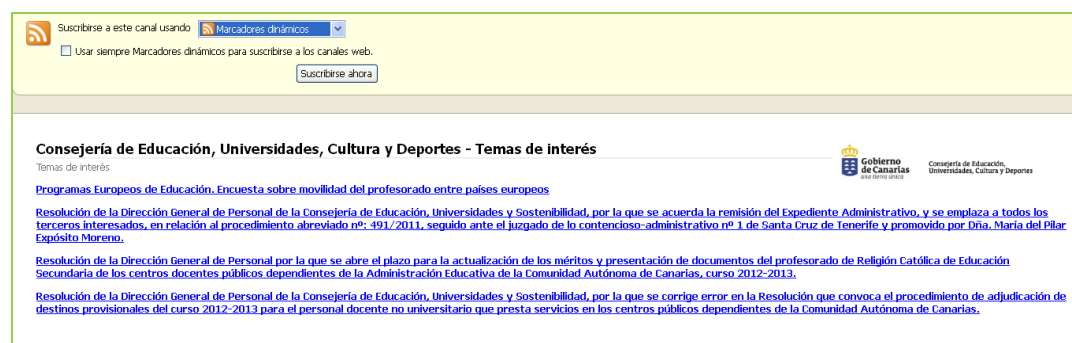 Suscribirse a este canal usando Marcadores dinámicos
Usar siempre Marcadores dinámicos para suscribirse a los canales web.
Suscribirse ahora
Consejería de Educación, Universidades, Cultura y Deportes - Temas de interés
Temas de interés
Gobierno
de Canarias
una tierra única
Consejería de Educación,
Universidades, Cultura y Deportes
Programas Europeos de Educación. Encuesta sobre movilidad del profesorado entre países europeos
Resolución de la Dirección General de Personal de la Consejería de Educación, Universidades y Sostenibilidad, por la que se acuerda la remisión del Expediente Administrativo, y se emplaza a todos los
terceros interesados, en relación al procedimiento abreviado nº: 491/2011, seguido ante el juzgado de lo contencioso-administrativo nº 1 de Santa Cruz de Tenerife y promovido por Dña. María del Pilar
Expósito Moreno.
Resolución de la Dirección General de Personal por la que se abre el plazo para la actualización de los méritos y presentación de documentos del profesorado de Religión Católica de Educación
Secundaria de los centros docentes públicos dependientes de la Administración Educativa de la Comunidad Autónoma de Canarias, curso 2012-2013.
Resolución de la Dirección General de Personal de la Consejería de Educación, Universidades y Sostenibilidad, por la que se corrige error en la Resolución que convoca el procedimiento de adjudicación de
destinos provisionales del curso 2012-2013 para el personal docente no universitario que presta servicios en los centros públicos dependientes de la Comunidad Autónoma de Canarias.